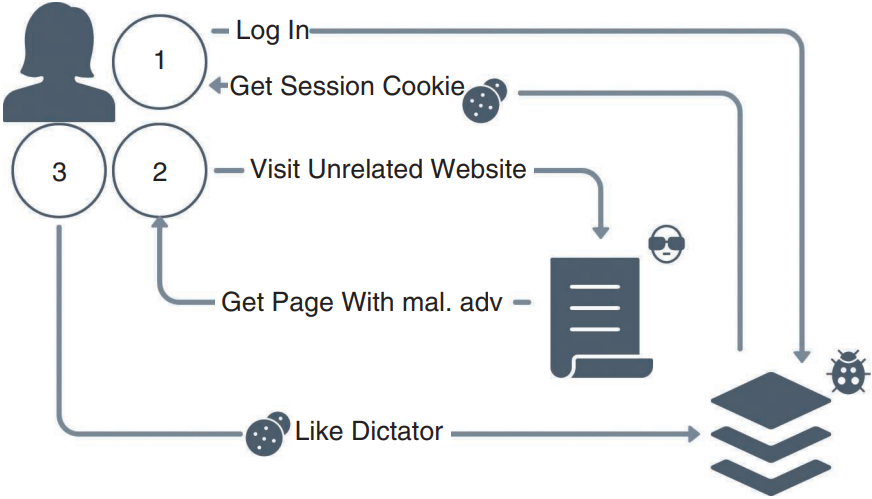 Log In
1
Get Session Cookie
3
2
Visit Unrelated Website
Get Page With mal. adv
Like Dictator